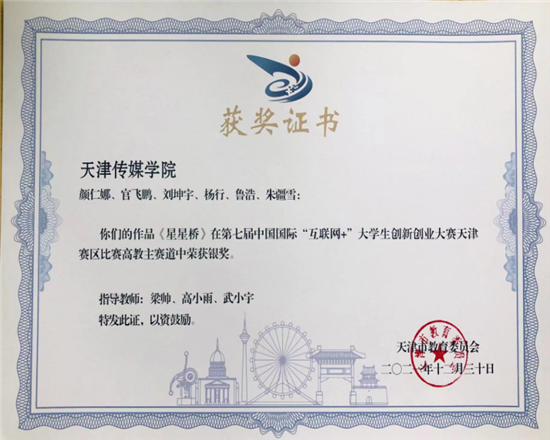 获奖证书
天津传媒学院
颜仁娜、官飞鹏、刘坤宇、杨行、鲁浩、朱疆雪:
你们的作品《星星桥》在第七届中国国际“互联网+”大学生创新创业大赛天津
赛区比赛高教主赛道中荣获银奖。
指导教师:梁帅、高小雨、武小宇
特发此证,以资鼓励。
天津市教育委员会
二〇二一年十二月三十日